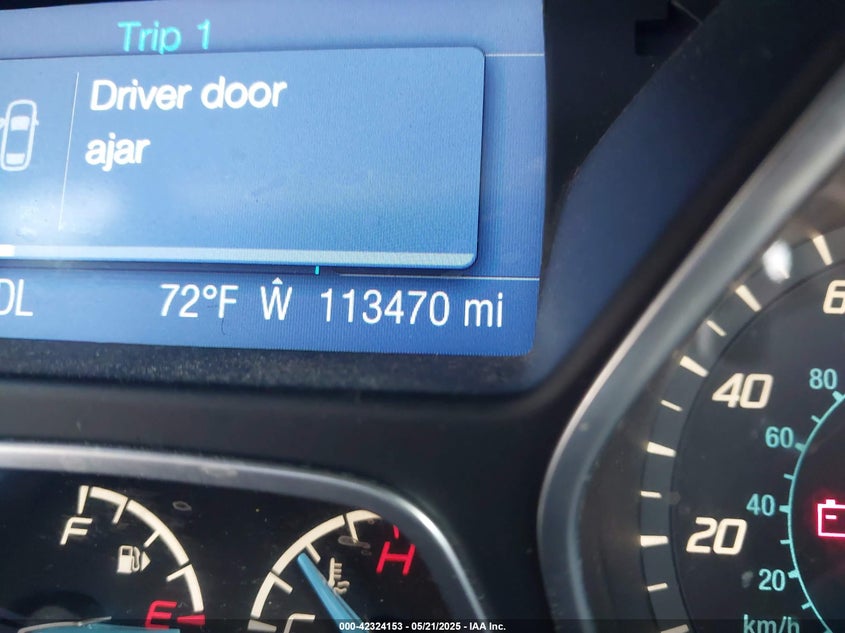 Trip 1
Driver door
ajar
72°F Ŵ 113470 mi
F
E
H
40
20
80
60
40
20
km/h
000-42324153 - 05/21/2025 - IAA Inc.